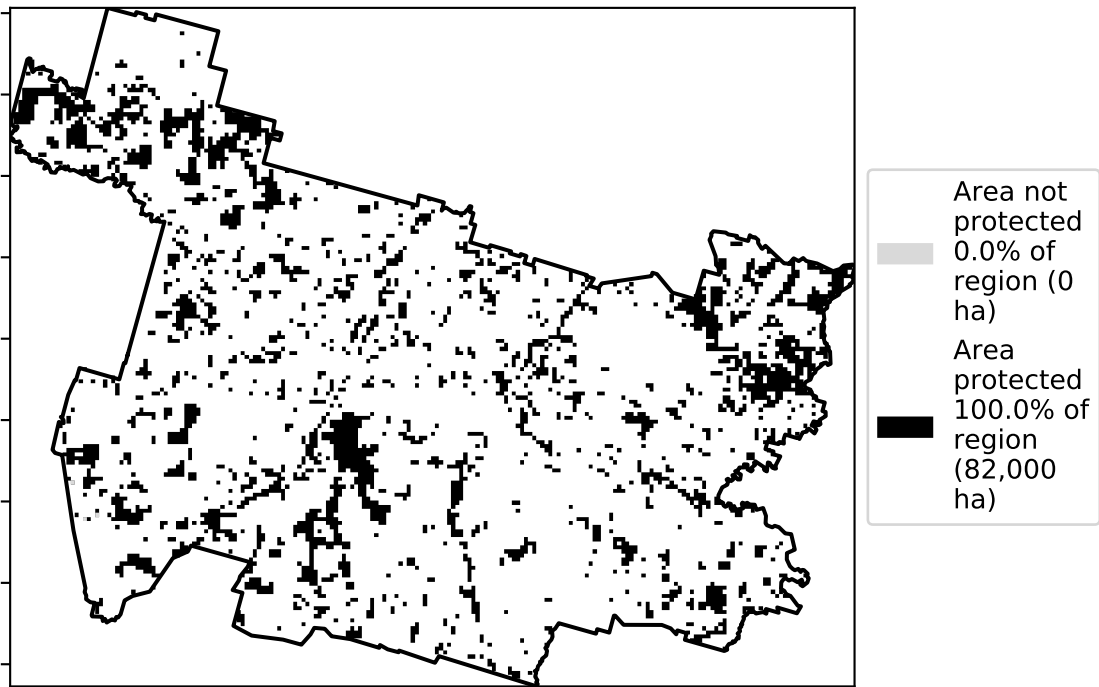 Area not
protected
0.0% of
region (0
ha)
Area
protected
100.0% of
region
(82,000
ha)